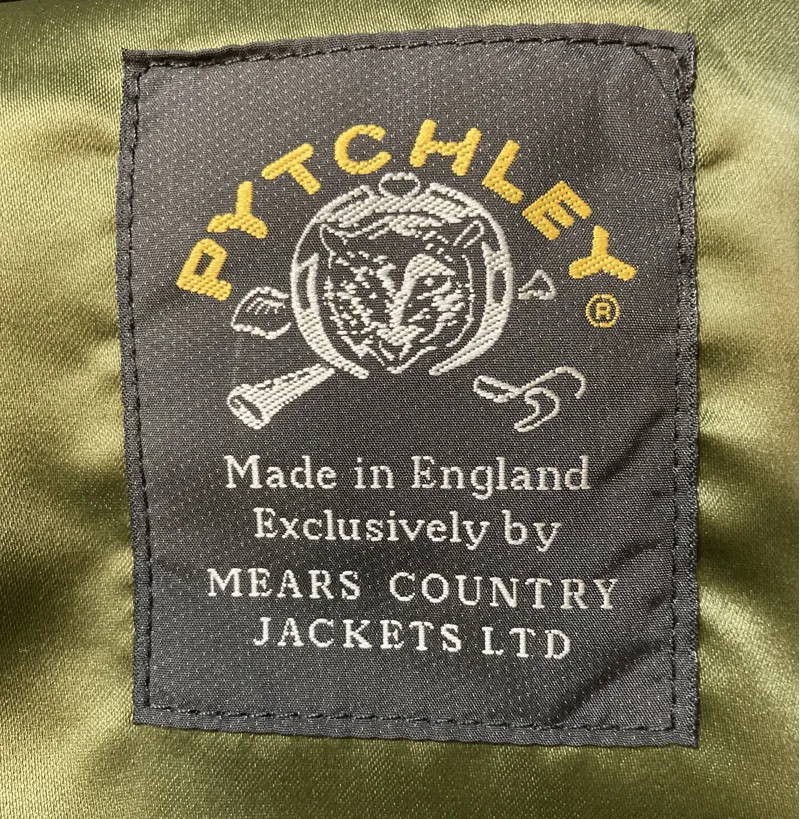 PYTCHLEY ®
Made in England
Exclusively by
MEARS COUNTRY
JACKETS LTD